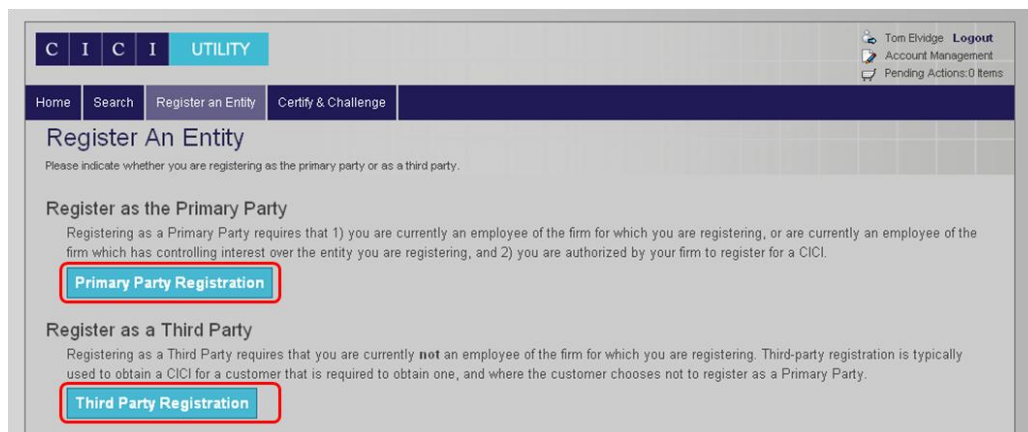 C I C I UTILITY
Tom Elvidge Logout
Account Management
Pending Actions:0 Items
Home Search Register an Entity Certify & Challenge
Register An Entity
Please indicate whether you are registering as the primary party or as a third party.
Register as the Primary Party
Registering as a Primary Party requires that 1) you are currently an employee of the firm for which you are registering, or are currently an employee of the
firm which has controlling interest over the entity you are registering, and 2) you are authorized by your firm to register for a CICI.
Primary Party Registration
Register as a Third Party
Registering as a Third Party requires that you are currently not an employee of the firm for which you are registering. Third-party registration is typically
used to obtain a CICI for a customer that is required to obtain one, and where the customer chooses not to register as a Primary Party.
Third Party Registration